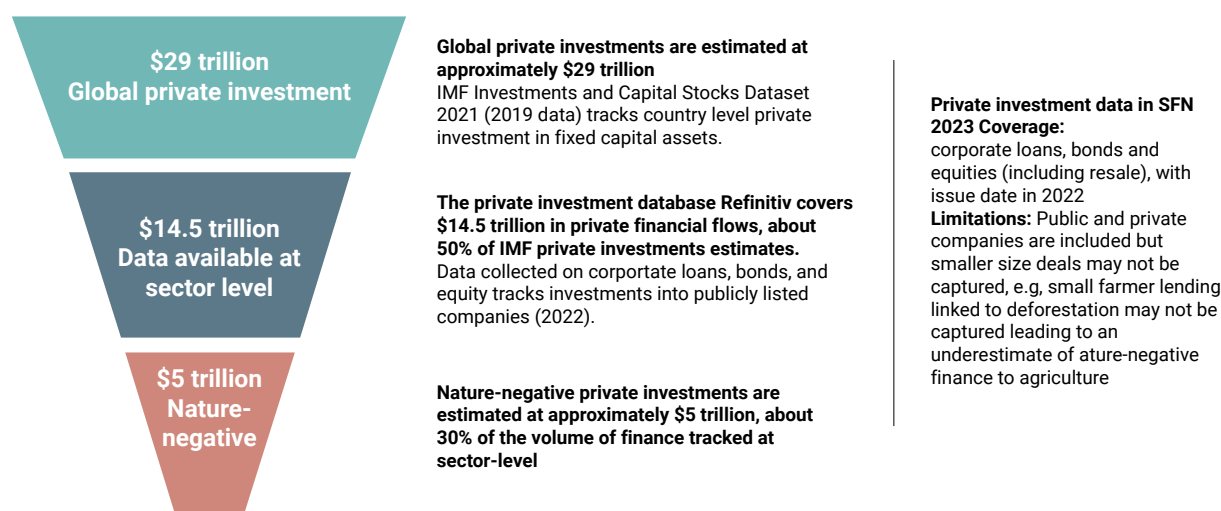 $29 trillion
Global private investment
Global private investments are estimated at
approximately $29 trillion
IMF Investments and Capital Stocks Dataset
2021 (2019 data) tracks country level private
investment in fixed capital assets.
$14.5 trillion
Data available at
sector level
The private investment database Refinitiv covers
$14.5 trillion in private financial flows, about
50% of IMF private investments estimates.
Data collected on corportate loans, bonds, and
equity tracks investments into publicly listed
companies (2022).
$5 trillion
Nature-
negative
Nature-negative private investments are
estimated at approximately $5 trillion, about
30% of the volume of finance tracked at
sector-level
Private investment data in SFN
2023 Coverage:
corporate loans, bonds and
equities (including resale), with
issue date in 2022
Limitations: Public and private
companies are included but
smaller size deals may not be
captured, e.g, small farmer lending
linked to deforestation may not be
captured leading to an
underestimate of ature-negative
finance to agriculture